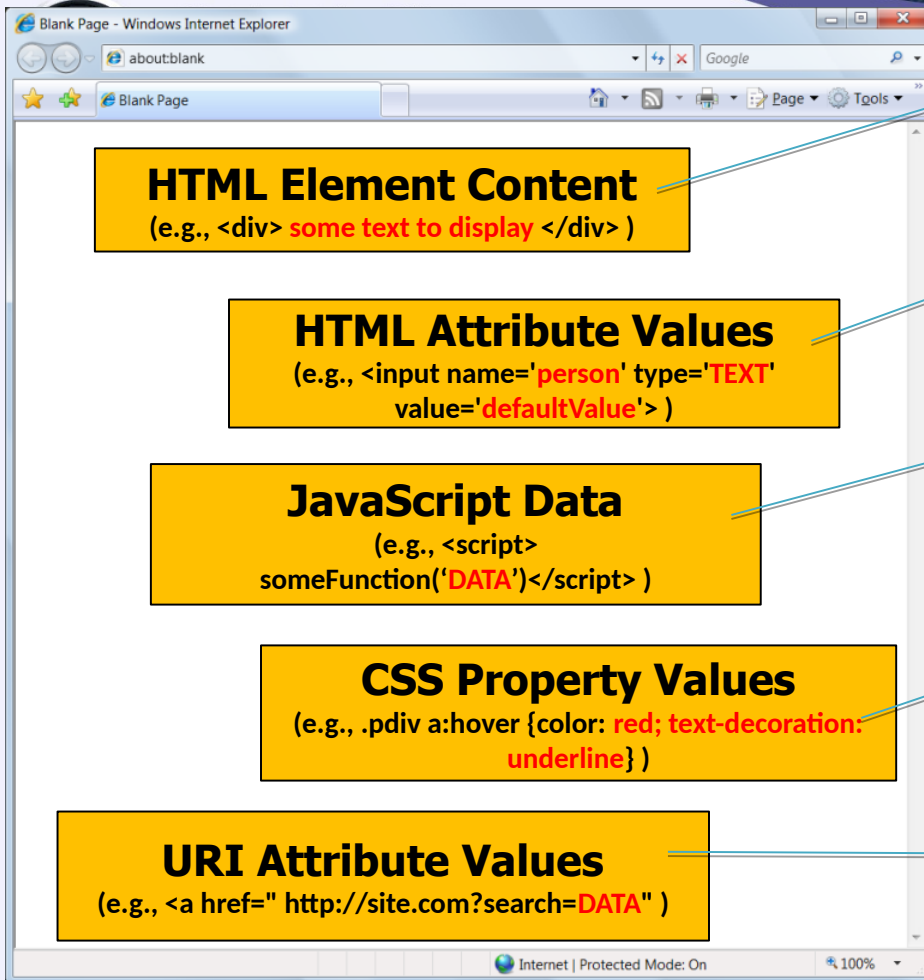 Blank Page - Windows Internet Explorer
about:blank
Google
Blank Page
Page
Tools
»
HTML Element Content
(e.g., <div> some text to display </div> )
HTML Attribute Values
(e.g., <input name='person' type='TEXT'
value='defaultValue'> )
JavaScript Data
(e.g., <script>
someFunction(‘DATA’)</script> )
CSS Property Values
(e.g., .pdiv a:hover {color: red; text-decoration:
underline} )
URI Attribute Values
(e.g., <a href=" http://site.com?search=DATA" )
Internet | Protected Mode: On
100%